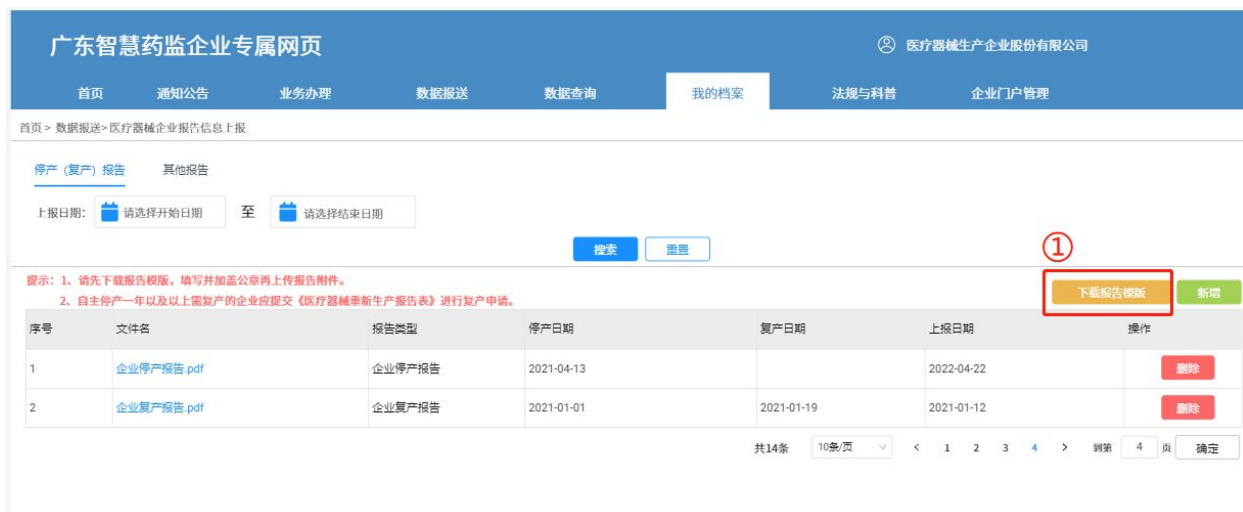 广东智慧药监企业专属网页
医疗器械生产企业股份有限公司
首页 通知公告 业务办理 数据报送 数据查询 我的档案 法规与科普 企业门户管理
首页 > 数据报送> 医疗器械企业报告信息上报
停产（复产）报告 其他报告
上报日期: 请选择开始日期 至 请选择结束日期
搜索 重置
①
提示：1、请先下载报告模版，填写并加盖公章再上传报告附件。
2、自主停产一年以及以上需复产的企业应提交《医疗器械重新生产报告表》进行复产申请。
下载报告模版 新增
序号 文件名 报告类型 停产日期 复产日期 上报日期 操作
1 企业停产报告.pdf 企业停产报告 2021-04-13 2022-04-22 删除
2 企业复产报告.pdf 企业复产报告 2021-01-01 2021-01-19 2021-01-12 删除
共14条 10条/页 < 1 2 3 4 > 到第 4 页 确定